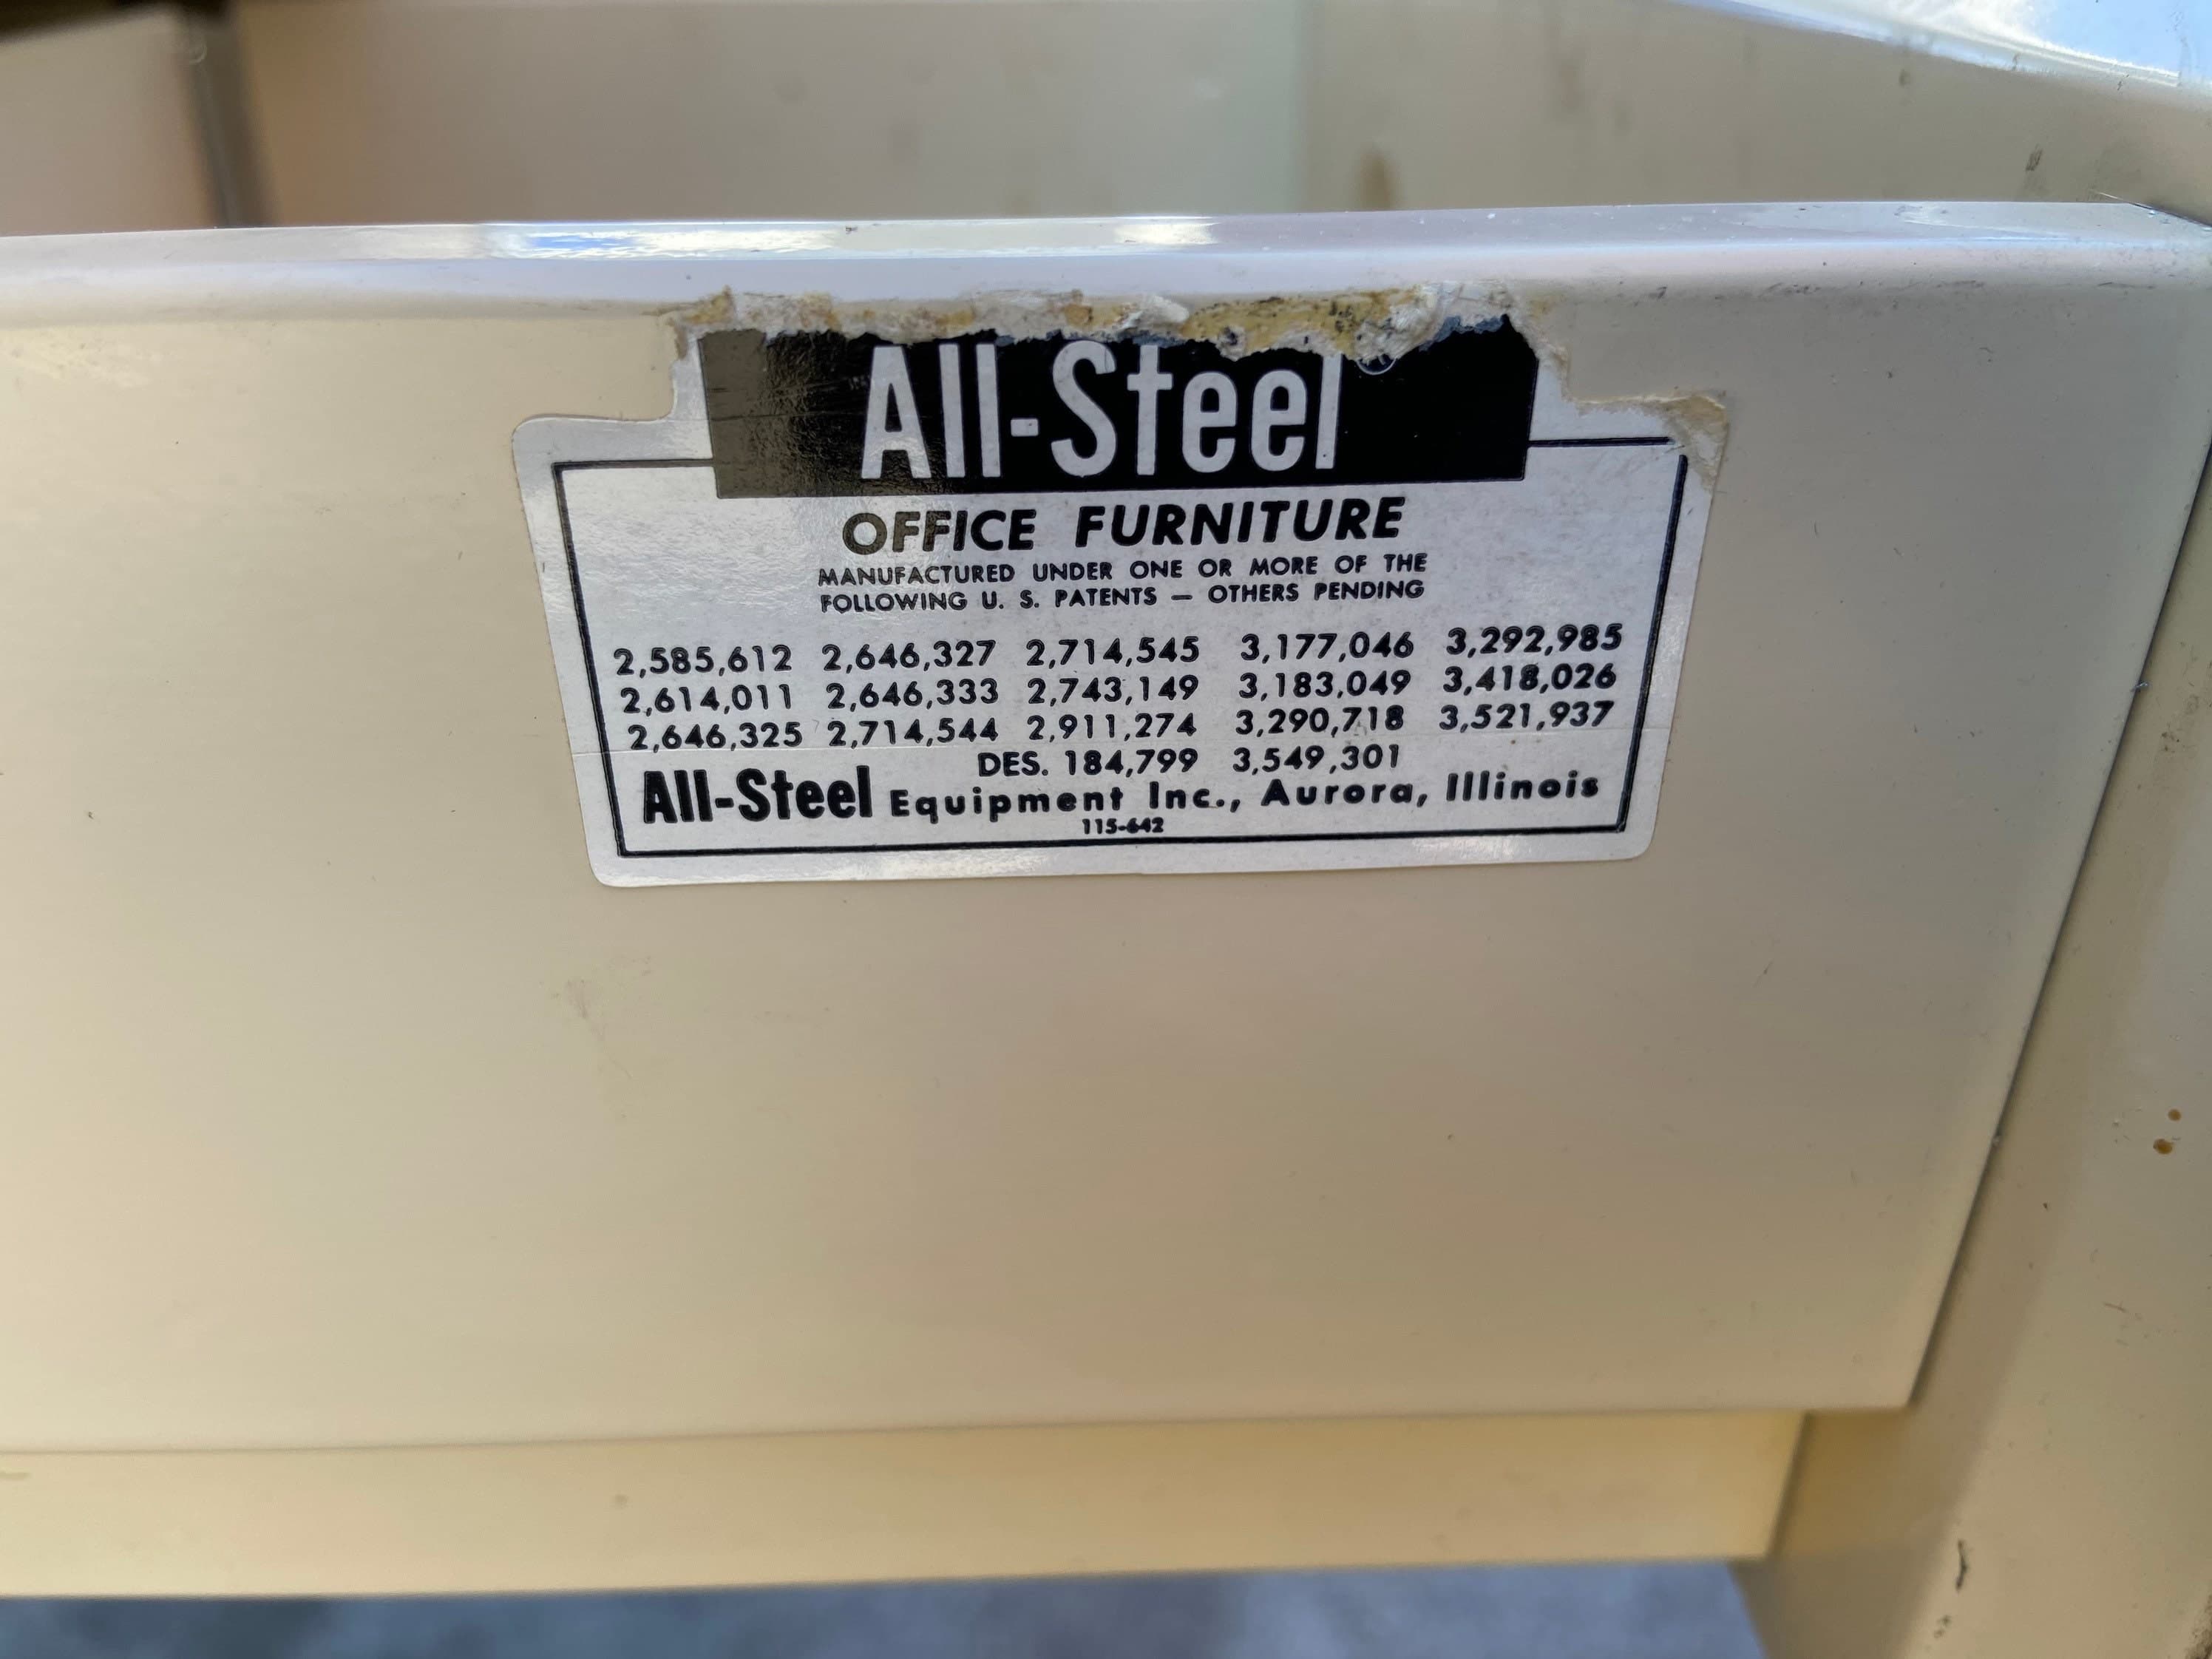 All-Steel®
OFFICE FURNITURE
MANUFACTURED UNDER ONE OR MORE OF THE
FOLLOWING U. S. PATENTS — OTHERS PENDING
2,585,612 2,646,327 2,714,545 3,177,046 3,292,985
2,614,011 2,646,333 2,743,149 3,183,049 3,418,026
2,646,325 2,714,544 2,911,274 3,290,718 3,521,937
DES. 184,799 3,549,301
All-Steel Equipment Inc., Aurora, Illinois
115-642